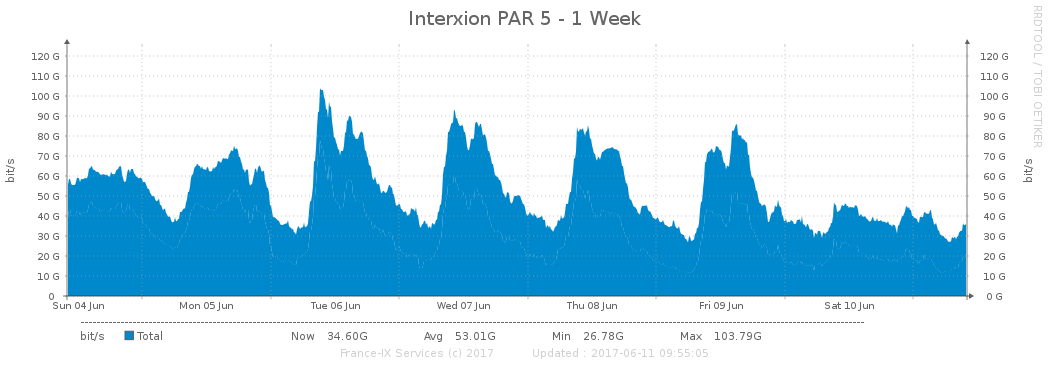 Interxion PAR 5 - 1 Week
RRDTOOL / TOBI OETIKER
bit/s
120 G 120 G
110 G 110 G
100 G 100 G
90 G 90 G
80 G 80 G
70 G 70 G
60 G 60 G
50 G 50 G
40 G 40 G
30 G 30 G
20 G 20 G
10 G 10 G
0 0 G
bit/s
Sun 04 Jun Mon 05 Jun Tue 06 Jun Wed 07 Jun Thu 08 Jun Fri 09 Jun Sat 10 Jun
bit/s Total Now 34.60G Avg 53.01G Min 26.78G Max 103.79G
France-IX Services (c) 2017 Updated : 2017-06-11 09:55:05